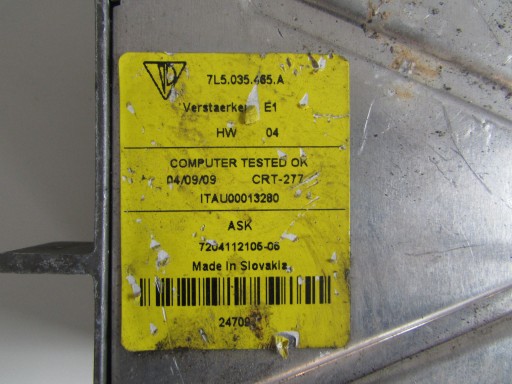 7L5.035.465.A
Verstaerker E1
HW 04
COMPUTER TESTED OK
04/09/09 CRT-277
ITAU00013280
ASK
7204112106-06
Made in Slovakia